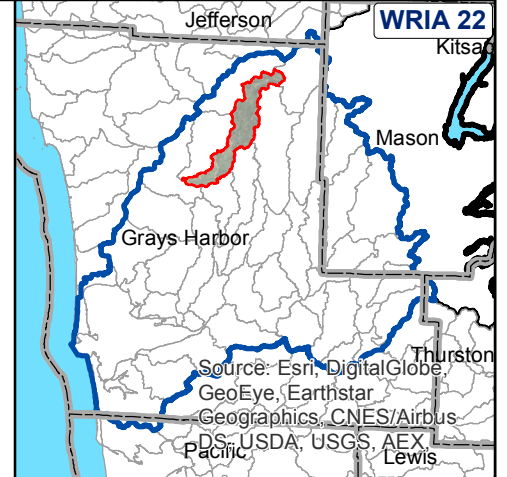 Jefferson
WRIA 22
Kitsap
Mason
Grays Harbor
Thurston
Source: Esri, DigitalGlobe,
GeoEye, Earthstar
Geographics, CNES/Airbus
DS, USDA, USGS, AEX,
Pacific
Lewis